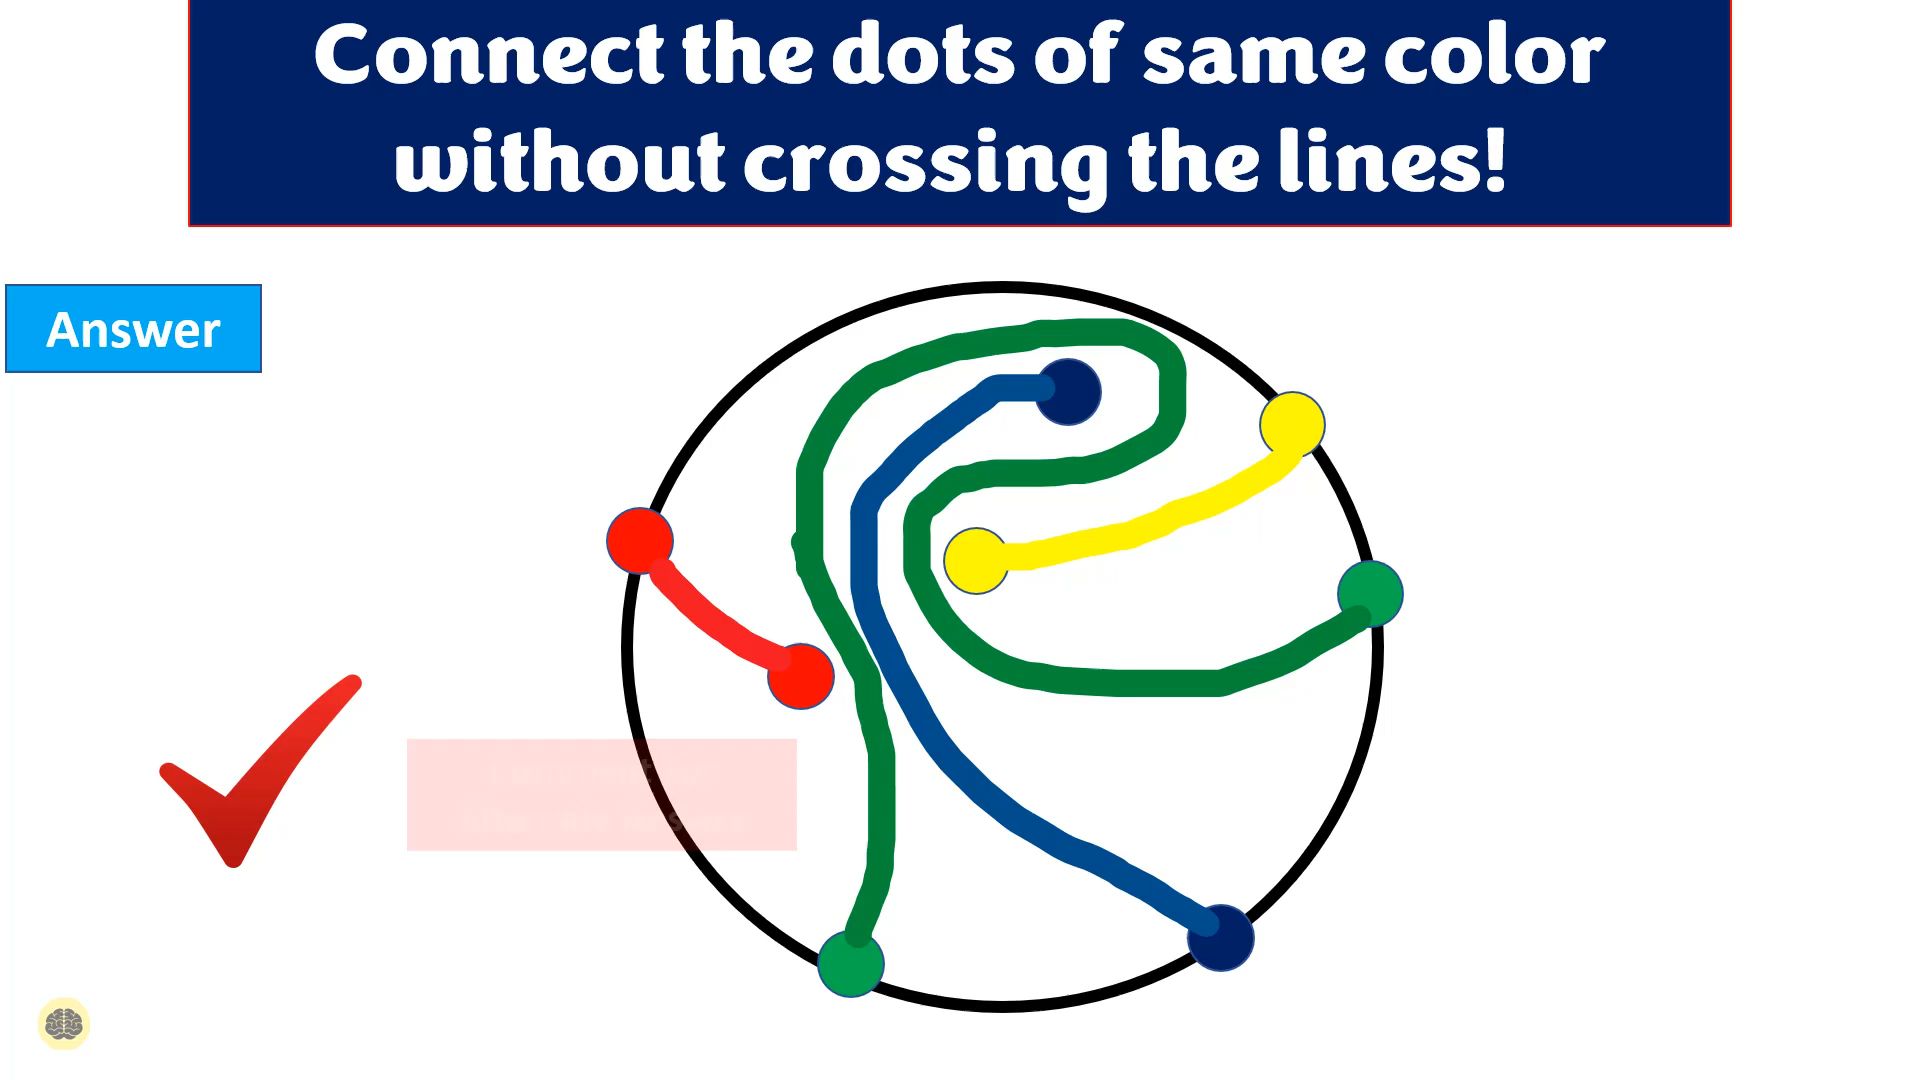 Connect the dots of same color
without crossing the lines!
Answer